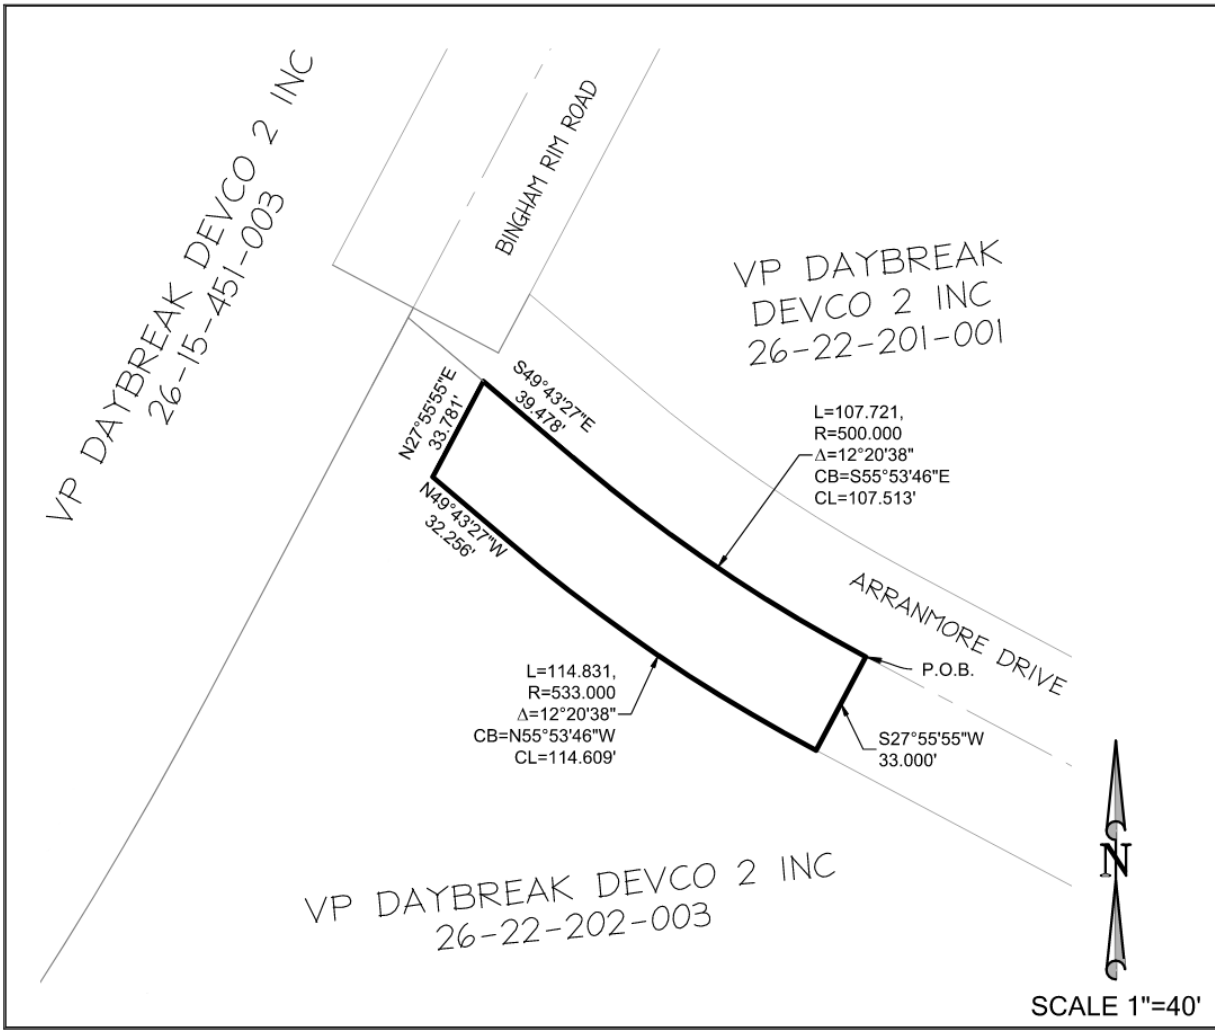 VP DAYBREAK DEVCO 2 INC
26-15-451-003
BINGHAM RIM ROAD
VP DAYBREAK
DEVCO 2 INC
26-22-201-001
N27°55'55"E
33.781'
S49°43'27"E
39.478'
L=107.721,
R=500.000
Δ=12°20'38"
CB=S55°53'46"E
CL=107.513'
N49°43'27"W
32.256'
ARRANMORE DRIVE
P.O.B.
L=114.831,
R=533.000
Δ=12°20'38"
CB=N55°53'46"W
CL=114.609'
S27°55'55"W
33.000'
VP DAYBREAK DEVCO 2 INC
26-22-202-003
N
SCALE 1"=40'